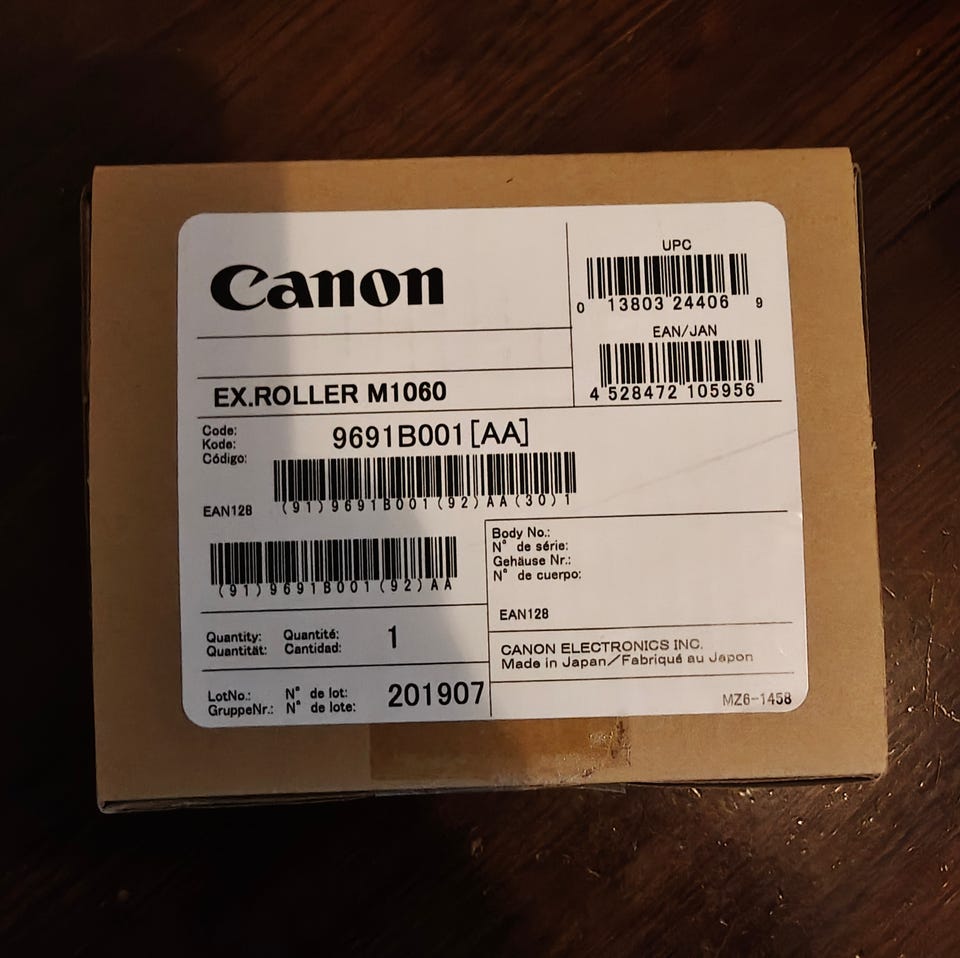 Canon
UPC
0 13803 24406 9
EAN/JAN
4 528472 105956
EX.ROLLER M1060
Code:
Kode:
Código:
9691B001[AA]
EAN128
(91)9691B001(92)AA(30)1
(91)9691B001(92)AA
Body No.:
N° de série:
Gehäuse Nr.:
N° de cuerpo:
EAN128
Quantity: Quantité:
Quantität: Cantidad:
1
CANON ELECTRONICS INC.
Made in Japan/Fabriqué au Japon
LotNo.: N° de lot:
GruppeNr.: N° de lote:
201907
MZ6-1458